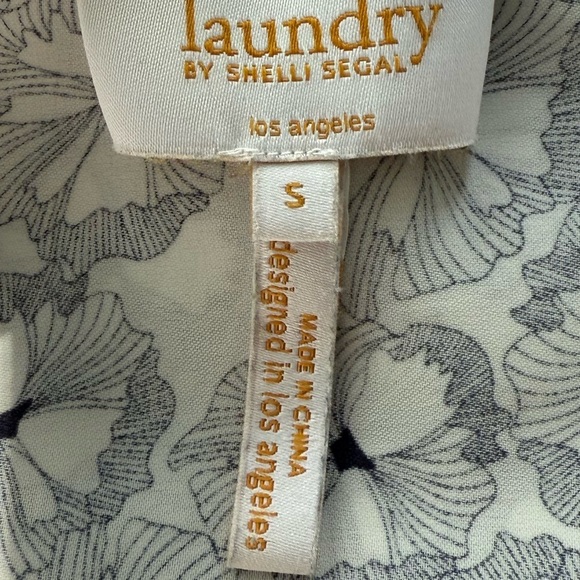 laundry
BY SHELLI SEGAL
los angeles
S
MADE IN CHINA
designed in los angeles